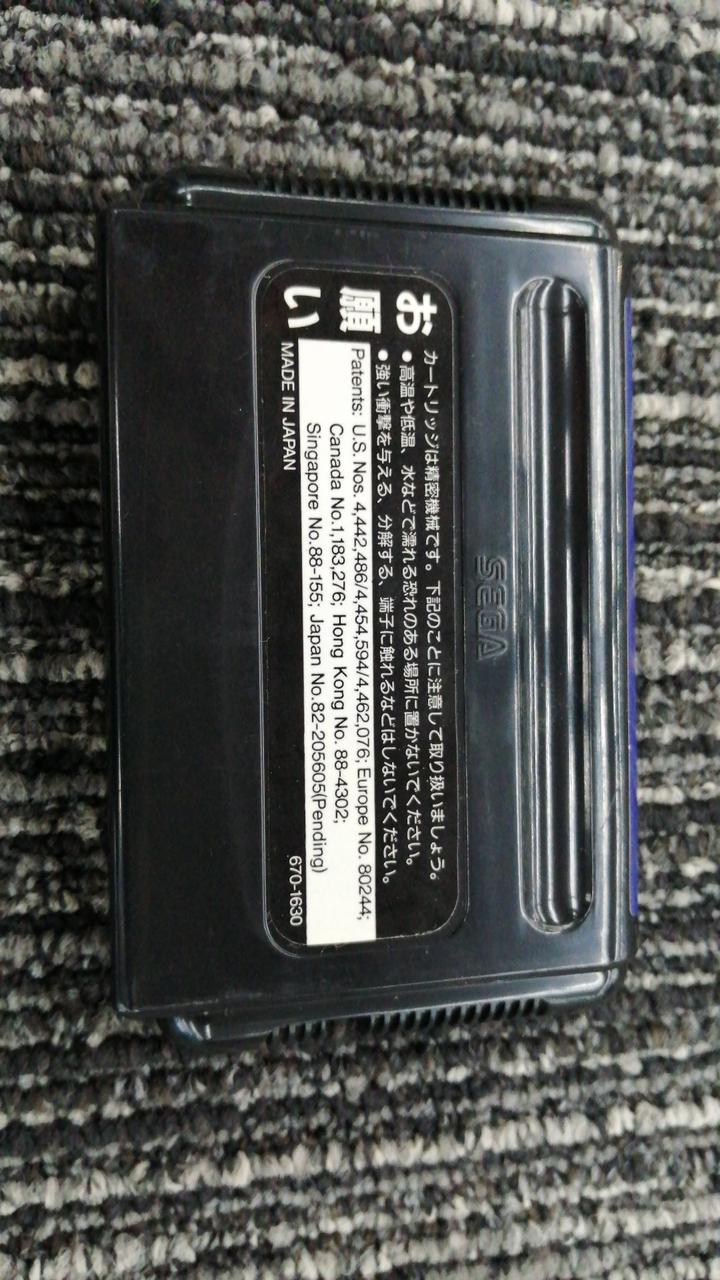 SEGA
お願い
カートリッジは精密機械です。下記のことに注意して取り扱いましょう。
●高温や低温、水などで濡れる恐れのある場所に置かないでください。
●強い衝撃を与える、分解する、端子に触れるなどはしないでください。
Patents: U.S. Nos. 4,442,486/4,454,594/4,462,076; Europe No. 80244;
Canada No.1,183,276; Hong Kong No. 88-4302;
Singapore No.88-155; Japan No.82-205605(Pending)
MADE IN JAPAN
670-1630